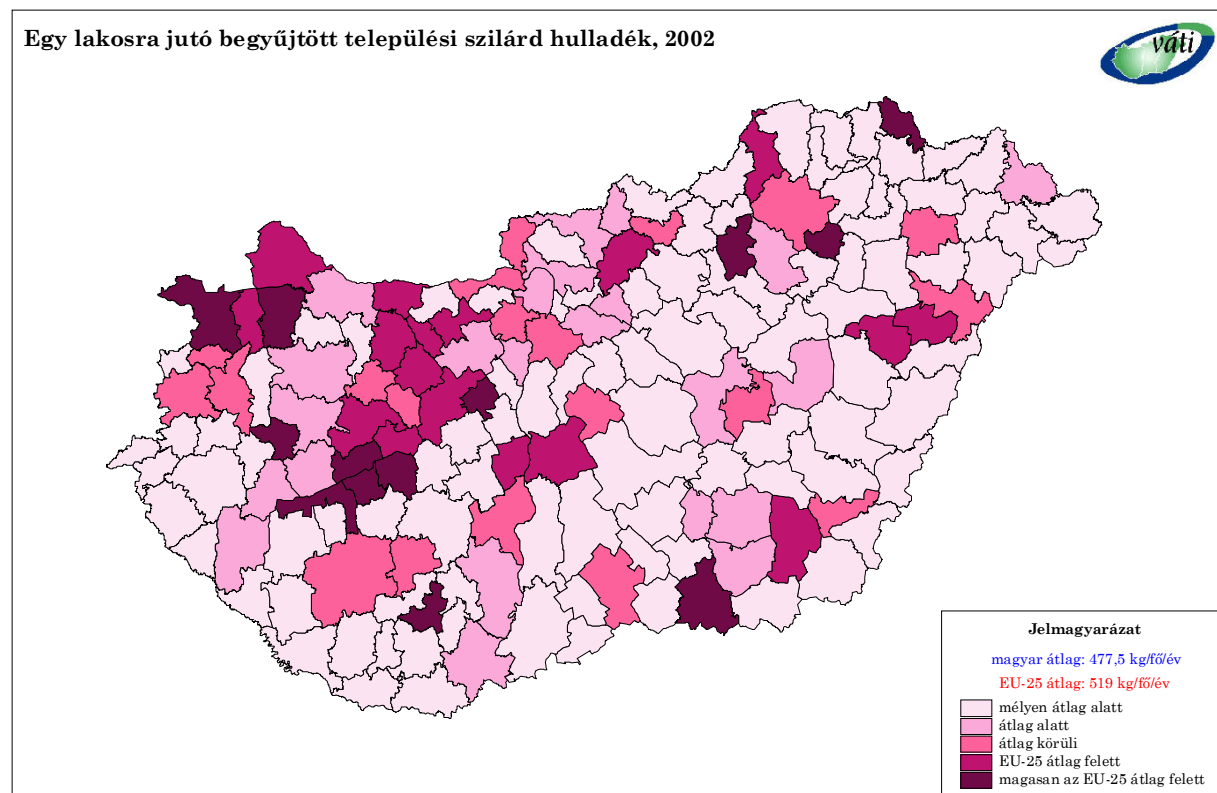 Egy lakosra jutó begyűjtött települési szilárd hulladék, 2002
váti
Jelmagyarázat
magyar átlag: 477,5 kg/fő/év
EU-25 átlag: 519 kg/fő/év
mélyen átlag alatt
átlag alatt
átlag körüli
EU-25 átlag felett
magasan az EU-25 átlag felett